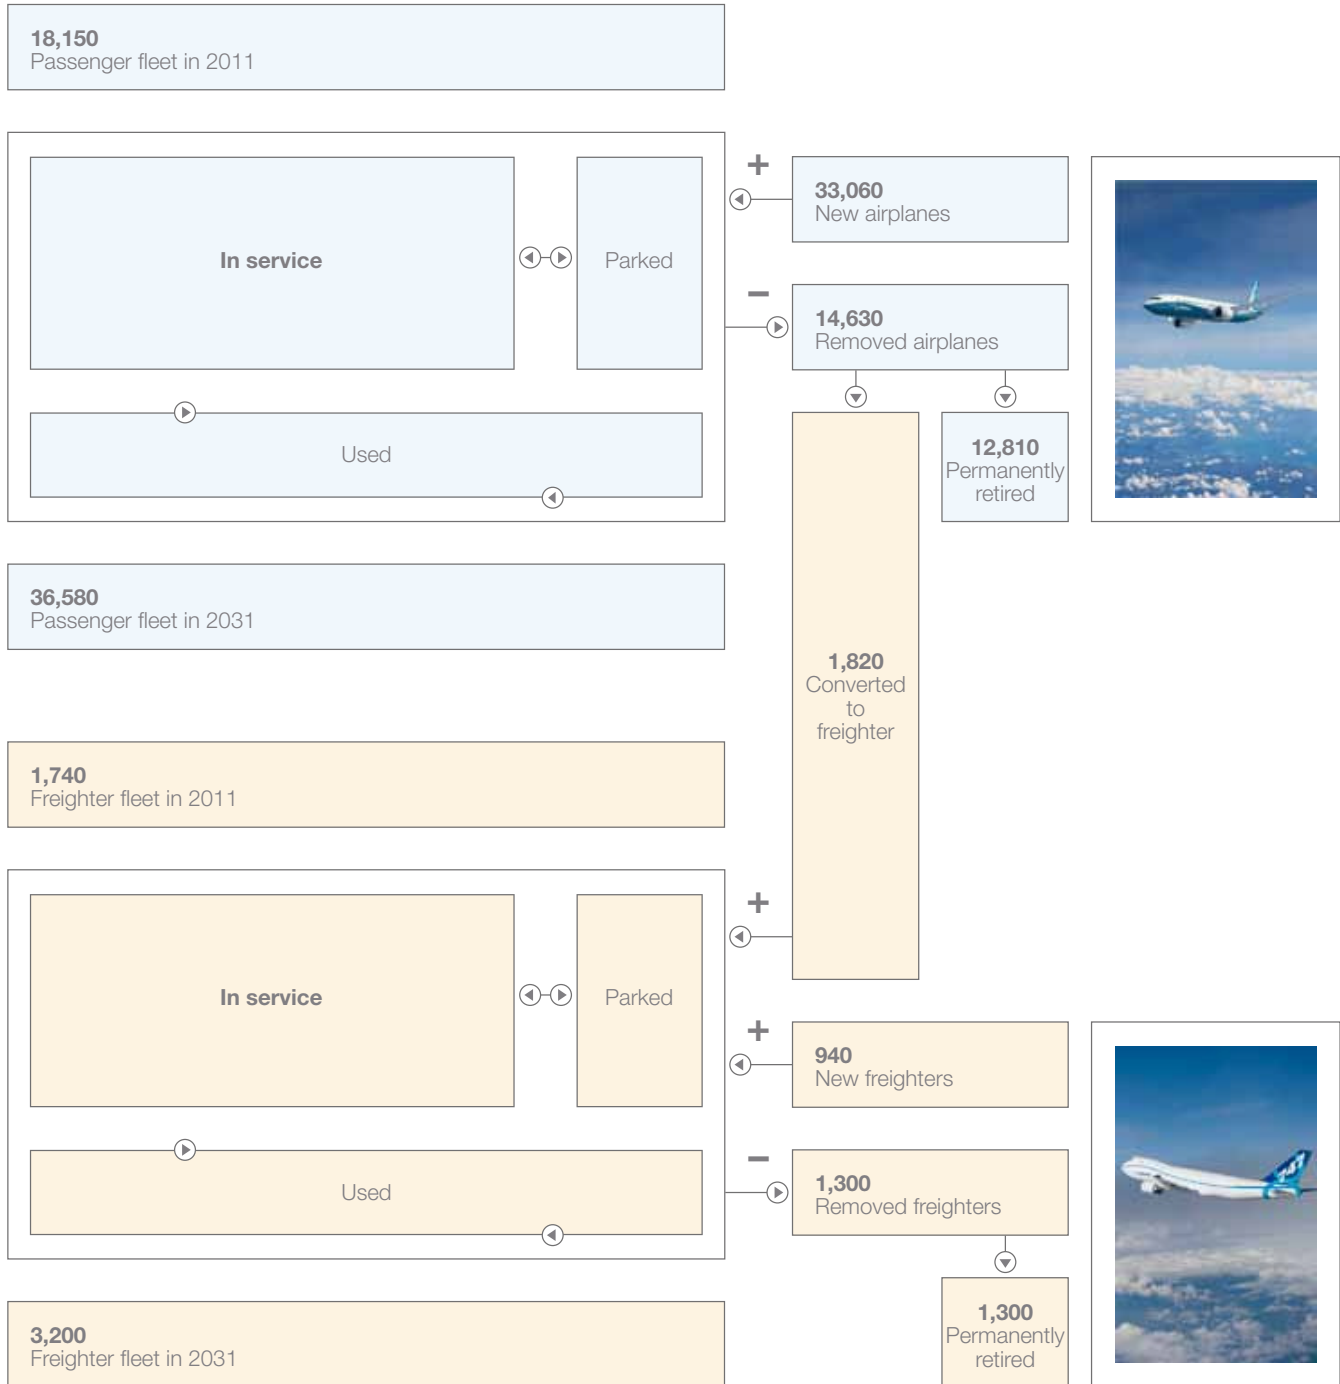 18,150
Passenger fleet in 2011
+
33,060
New airplanes
In service
Parked
−
14,630
Removed airplanes
Used
12,810
Permanently
retired
36,580
Passenger fleet in 2031
1,820
Converted
to
freighter
1,740
Freighter fleet in 2011
+
In service
Parked
+
940
New freighters
Used
−
1,300
Removed freighters
1,300
Permanently
retired
3,200
Freighter fleet in 2031